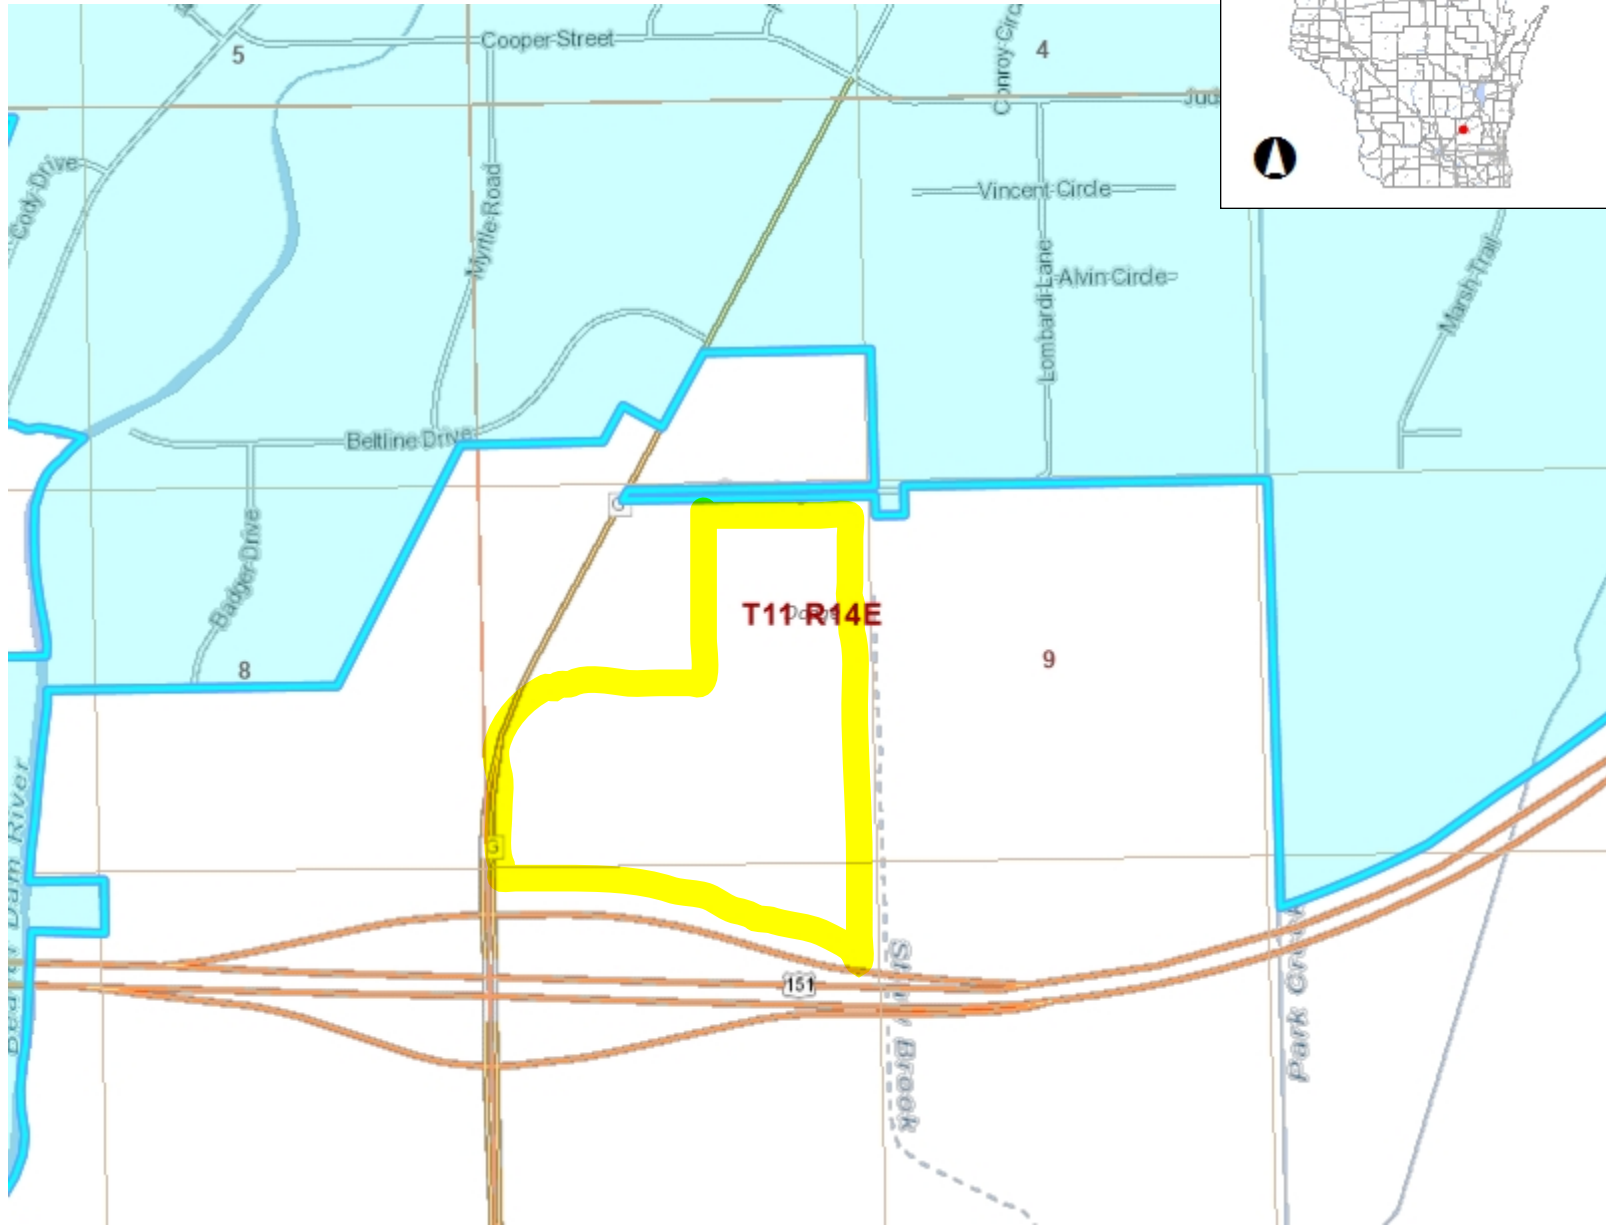 5
Cooper Street
4
Conroy Circ
Jud
Cody Drive
Myrtle Road
Vincent Circle
Alvin Circle
Lombardi Lane
Marsh Trail
Beltline Drive
G
Badger Drive
T11 R14E
8
9
G
Beaver Dam River
151
Brook
Park Creek